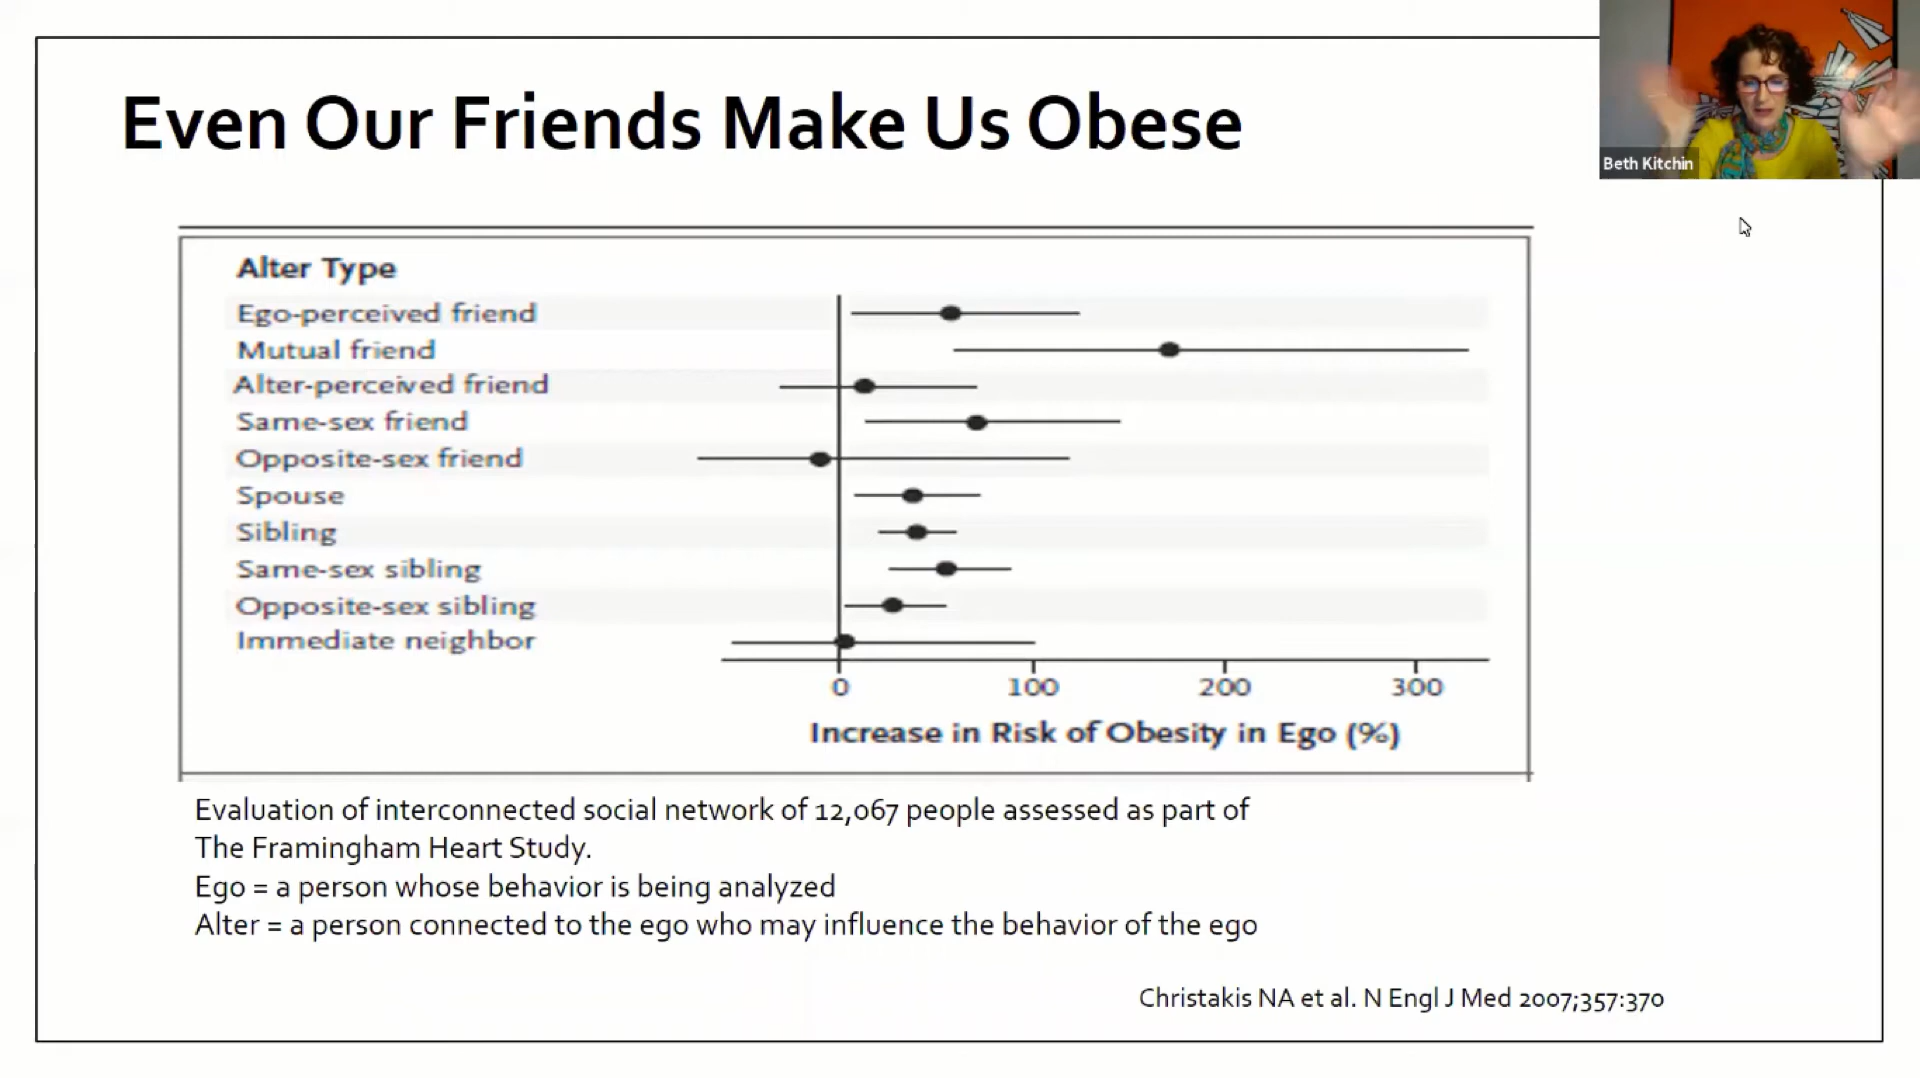 Even Our Friends Make Us Obese
Beth Kitchin
Alter Type
Ego-perceived friend
Mutual friend
Alter-perceived friend
Same-sex friend
Opposite-sex friend
Spouse
Sibling
Same-sex sibling
Opposite-sex sibling
Immediate neighbor
0 100 200 300
Increase in Risk of Obesity in Ego (%)
Evaluation of interconnected social network of 12,067 people assessed as part of
The Framingham Heart Study.
Ego = a person whose behavior is being analyzed
Alter = a person connected to the ego who may influence the behavior of the ego
Christakis NA et al. N Engl J Med 2007;357:370